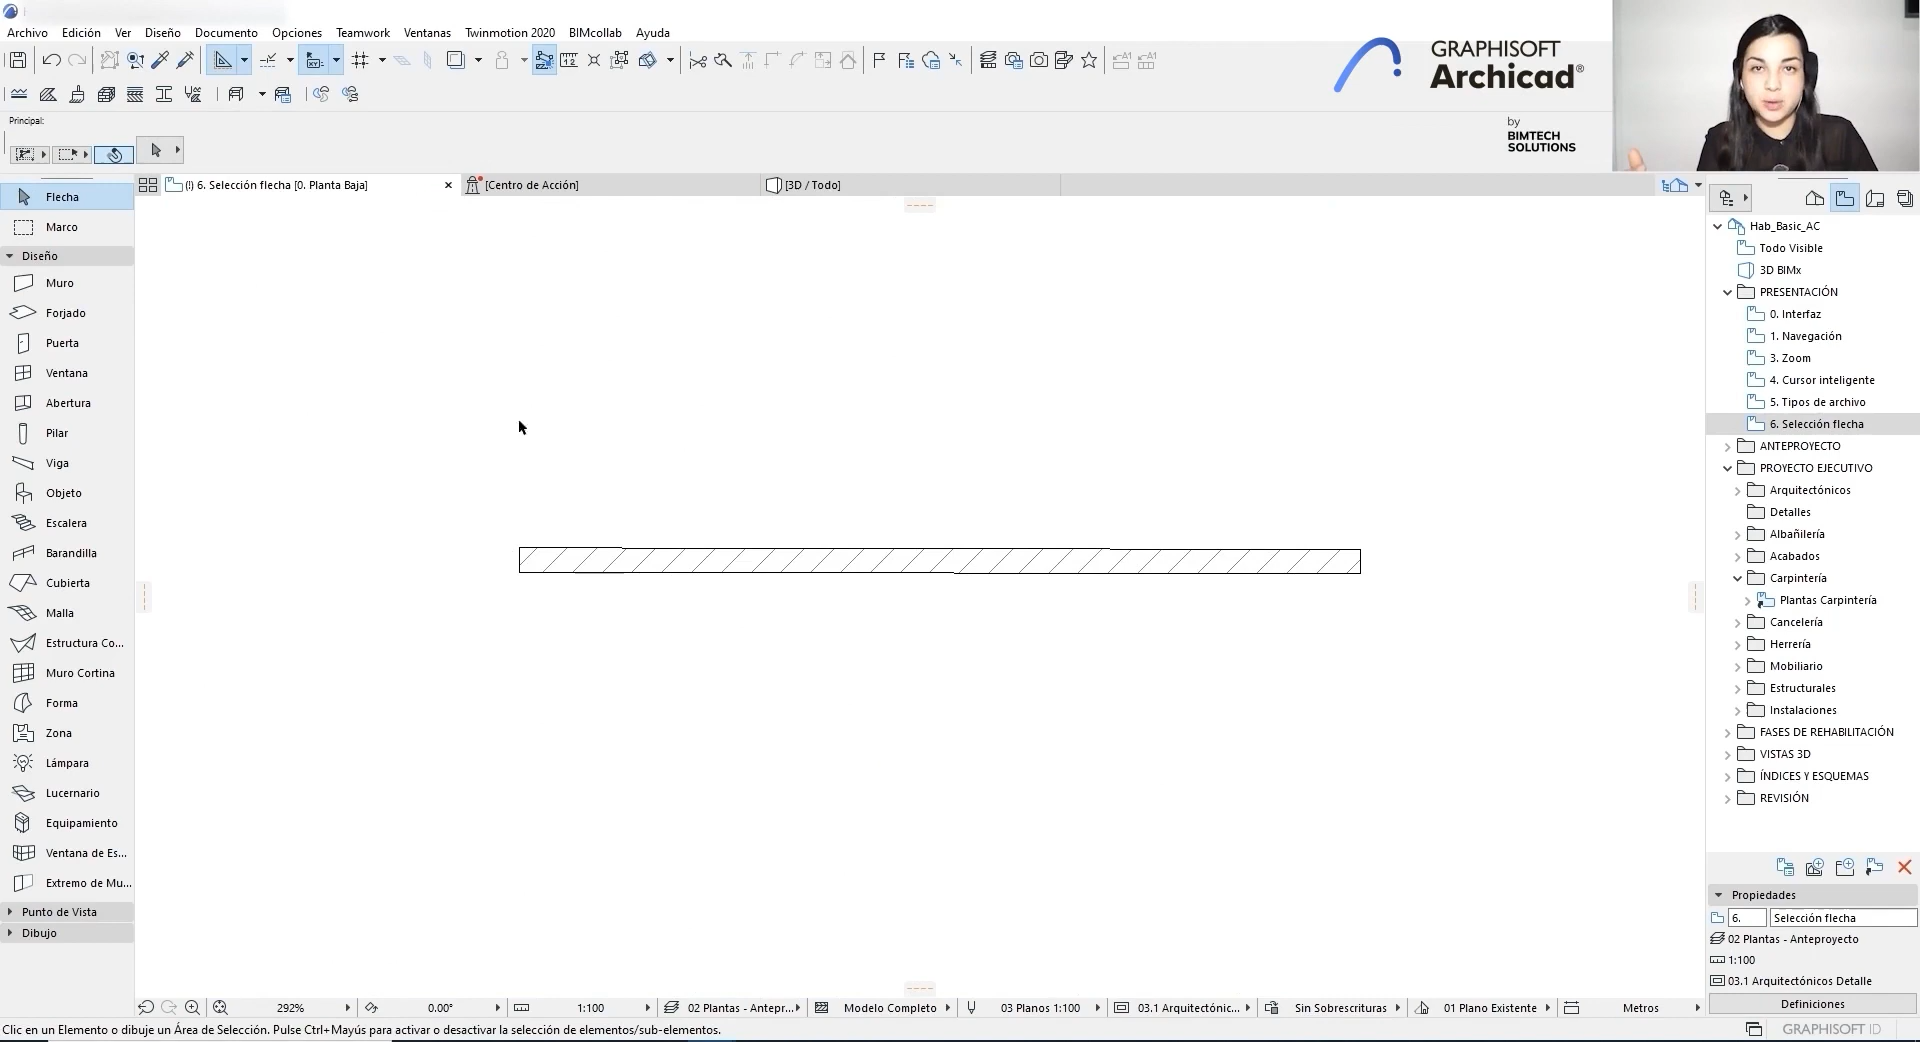 Archivo Edición Ver Diseño Documento Opciones Teamwork Ventanas Twinmotion 2020 BIMcollab Ayuda
GRAPHISOFT
Archicad®
by
BIMTECH
SOLUTIONS
Principal:
(!) 6. Selección flecha [0. Planta Baja]
[Centro de Acción]
[3D / Todo]
Flecha
Marco
Diseño
Muro
Forjado
Puerta
Ventana
Abertura
Pilar
Viga
Objeto
Escalera
Barandilla
Cubierta
Malla
Estructura Co...
Muro Cortina
Forma
Zona
Lámpara
Lucernario
Equipamiento
Ventana de Es...
Extremo de Mu...
Punto de Vista
Dibujo
Hab_Basic_AC
Todo Visible
3D BIMx
PRESENTACIÓN
0. Interfaz
1. Navegación
3. Zoom
4. Cursor inteligente
5. Tipos de archivo
6. Selección flecha
ANTEPROYECTO
PROYECTO EJECUTIVO
Arquitectónicos
Detalles
Albañilería
Acabados
Carpintería
Plantas Carpintería
Cancelería
Herrería
Mobiliario
Estructurales
Instalaciones
FASES DE REHABILITACIÓN
VISTAS 3D
ÍNDICES Y ESQUEMAS
REVISIÓN
Propiedades
6. Selección flecha
02 Plantas - Anteproyecto
1:100
03.1 Arquitectónicos Detalle
Definiciones
292% 0.00° 1:100 02 Plantas - Antepr... Modelo Completo 03 Planos 1:100 03.1 Arquitectónic... Sin Sobrescrituras 01 Plano Existente Metros
Clic en un Elemento o dibuje un Área de Selección. Pulse Ctrl+Mayús para activar o desactivar la selección de elementos/sub-elementos.
GRAPHISOFT ID